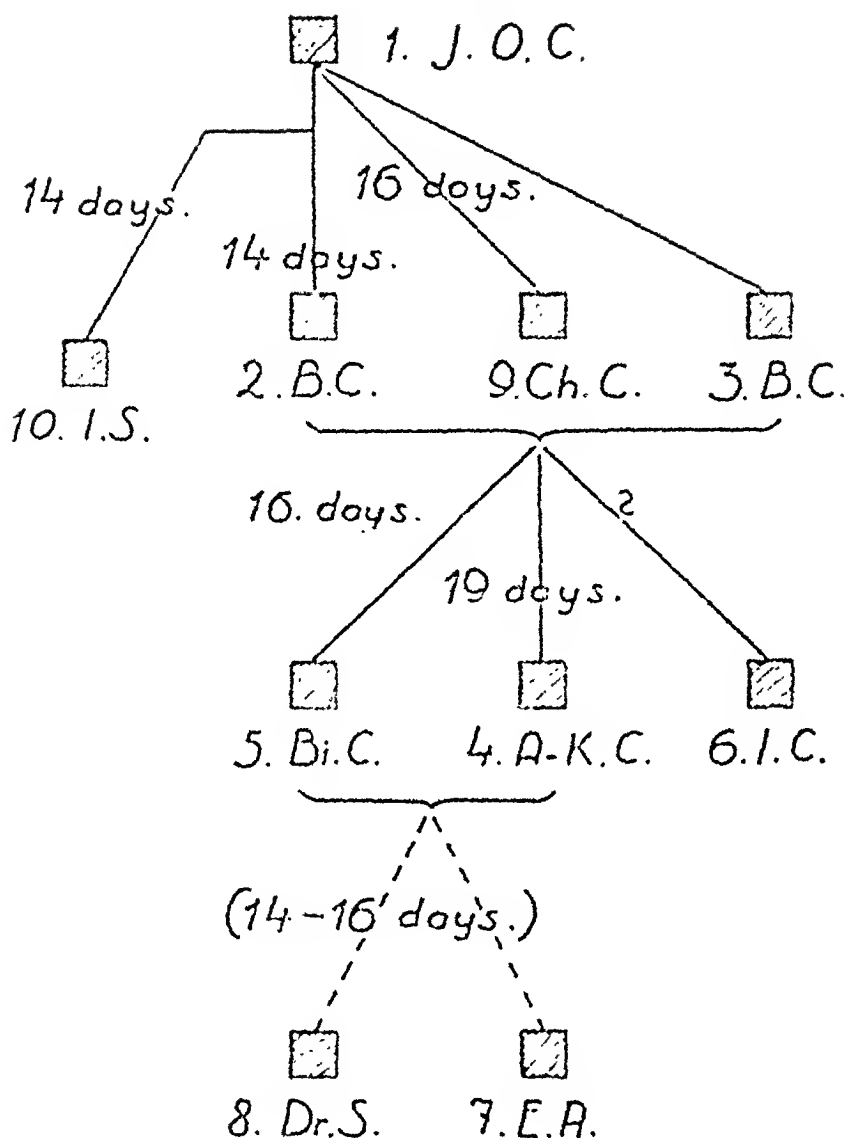 1. J. O. C.
14 days.
16 days.
14 days.
2. B.C.
9. Ch. C.
3. B.C.
10. I.S.
16. days.
?
19 days.
5. Bi.C.
4. A-K.C.
6. I.C.
(14-16 days.)
8. Dr.S.
7. E.A.